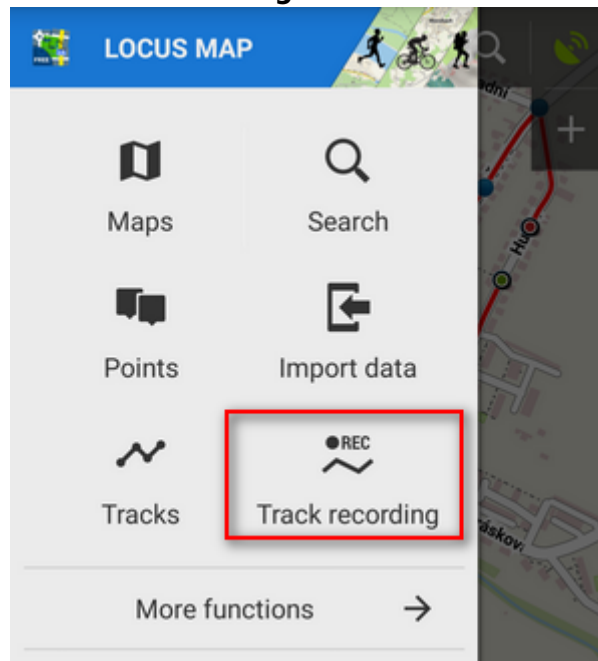 LOCUS MAP
Maps
Search
Points
Import data
REC
Tracks
Track recording
More functions